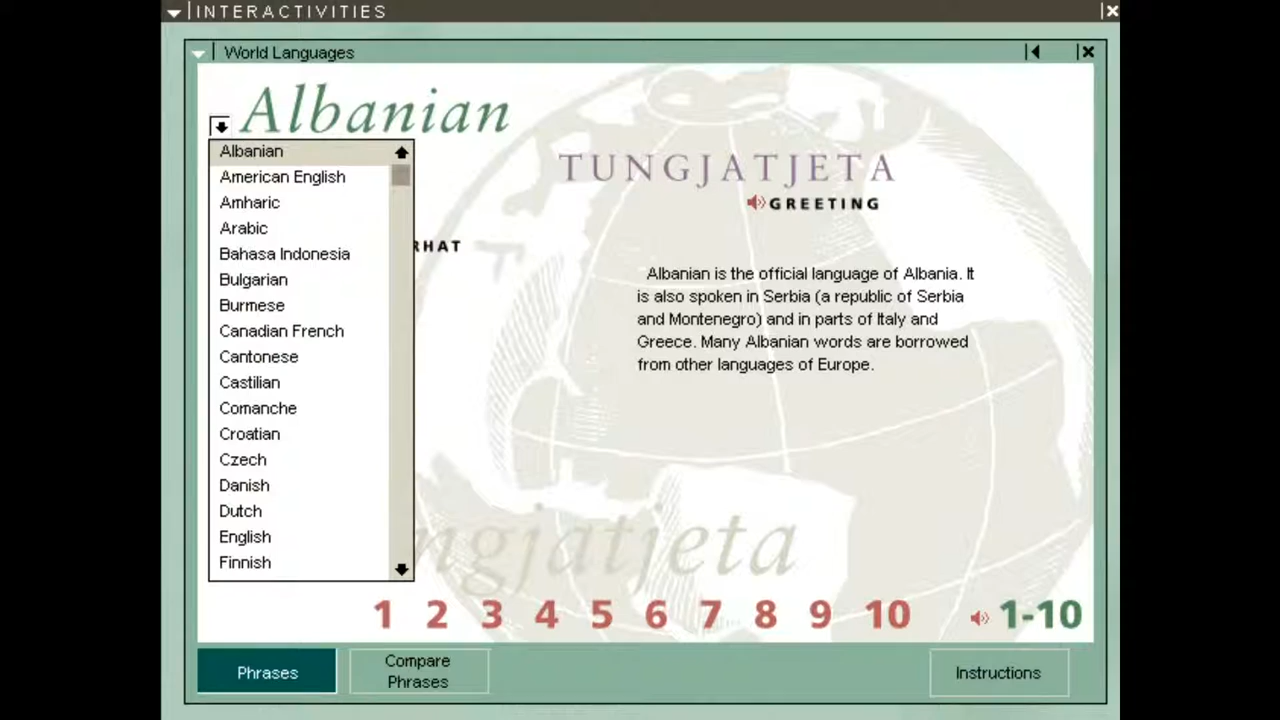 INTERACTIVITIES
World Languages
Albanian
TUNGJATJETA
GREETING
Albanian
American English
Amharic
Arabic
Bahasa Indonesia
Bulgarian
Burmese
Canadian French
Cantonese
Castilian
Comanche
Croatian
Czech
Danish
Dutch
English
Finnish
RHAT
Albanian is the official language of Albania. It
is also spoken in Serbia (a republic of Serbia
and Montenegro) and in parts of Italy and
Greece. Many Albanian words are borrowed
from other languages of Europe.
ngjatjeta
1 2 3 4 5 6 7 8 9 10 1-10
Phrases
Compare
Phrases
Instructions